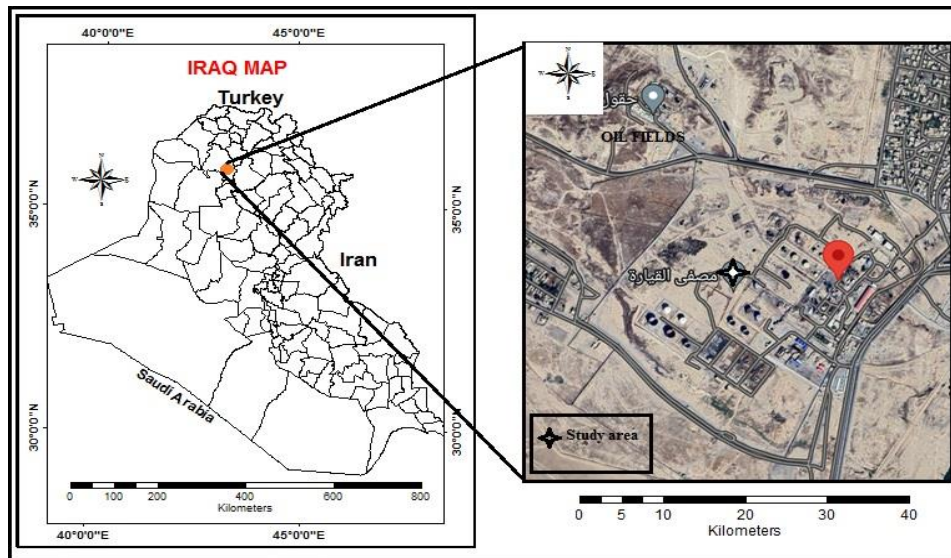 40°0'0"E 45°0'0"E
IRAQ MAP
Turkey
N
W E
S
35°0'0"N
35°0'0"N
Iran
Saudi Arabia
30°0'0"N
30°0'0"N
0 100 200 400 600 800
Kilometers
40°0'0"E 45°0'0"E
N
W E
S
حقول
OIL FIELDS
مصفى القيارة
Study area
0 5 10 20 30 40
Kilometers